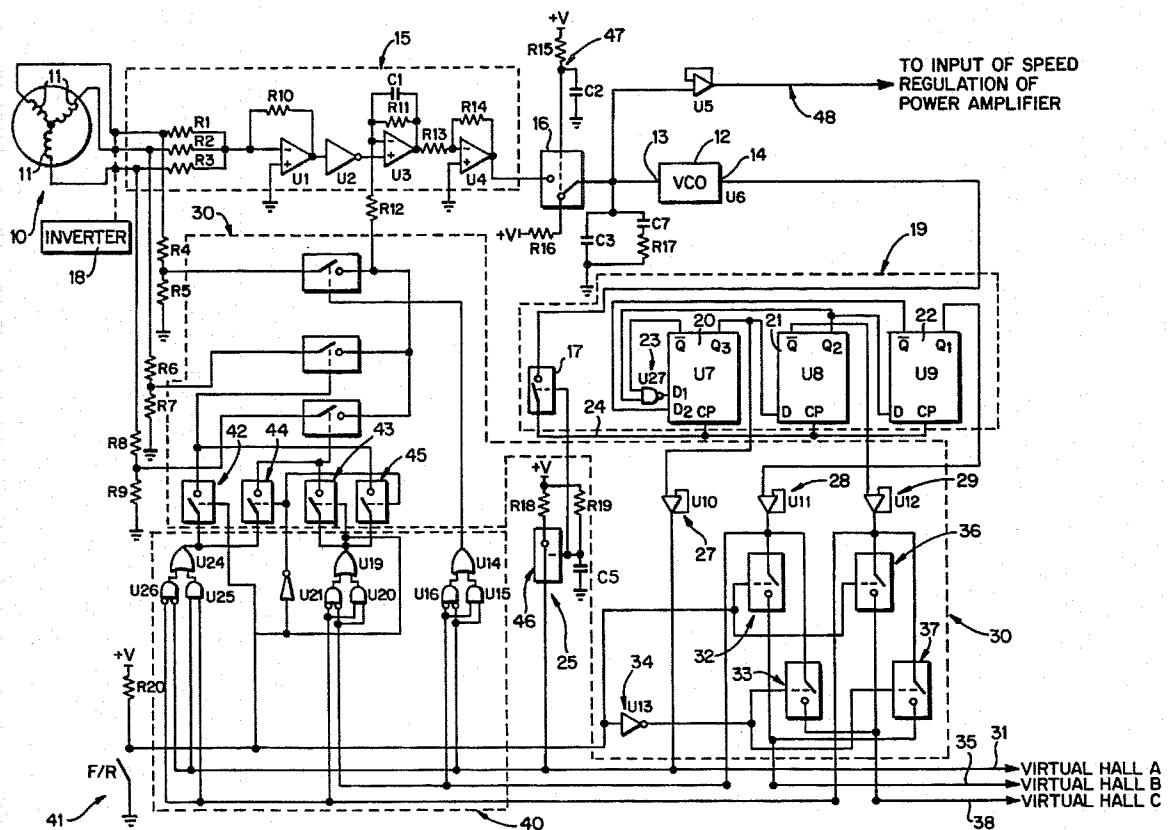 +V
R15
47
15
C1
R10
R11
R14
R13
C2
16
U5
48
TO INPUT OF SPEED
REGULATION OF
POWER AMPLIFIER
11
R1
R2
R3
11
U1
U2
U3
U4
13
12
VCO
14
U6
10
INVERTER
18
30
R12
+V
R16
C3
C7
R17
19
R4
R5
R6
R7
R8
R9
17
23
U27
Q̅
20
Q3
U7
D1
D2
CP
21
Q̅
Q2
U8
D
CP
Q̅
22
Q1
U9
D
CP
24
42
44
43
45
+V
R18
R19
46
C5
25
U10
27
U11
28
U12
29
36
U24
U26
U25
U19
U21
U20
U14
U16
U15
32
33
37
30
34
U13
+V
R20
F/R
41
40
31
35
38
VIRTUAL HALL A
VIRTUAL HALL B
VIRTUAL HALL C